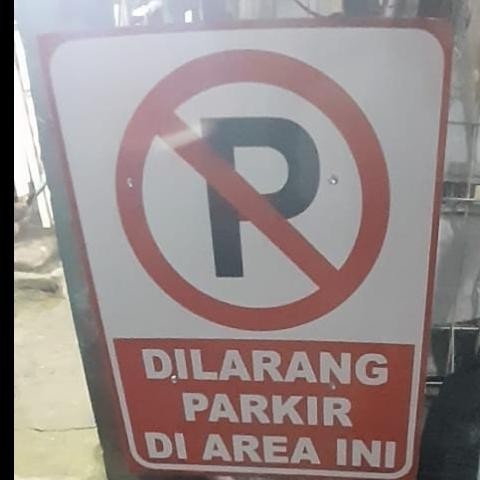 P
DILARANG
PARKIR
DI AREA INI